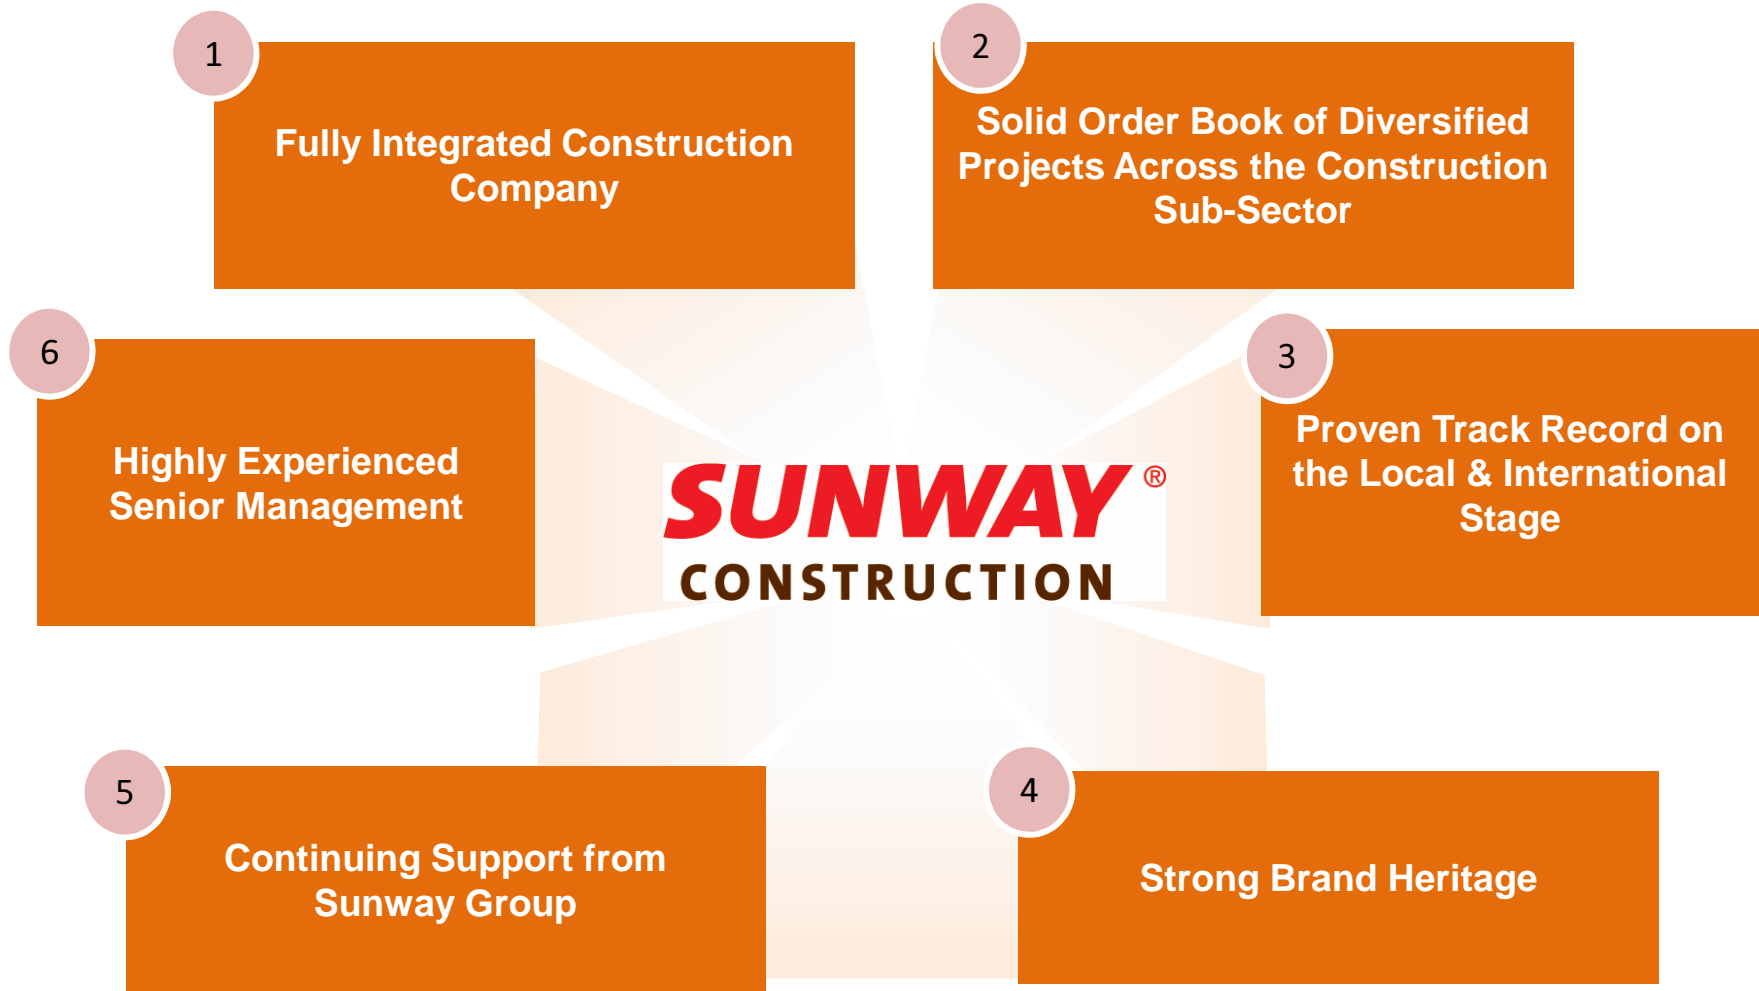 1
Fully Integrated Construction
Company
2
Solid Order Book of Diversified
Projects Across the Construction
Sub-Sector
3
Proven Track Record on
the Local & International
Stage
4
Strong Brand Heritage
5
Continuing Support from
Sunway Group
6
Highly Experienced
Senior Management
SUNWAY®
CONSTRUCTION